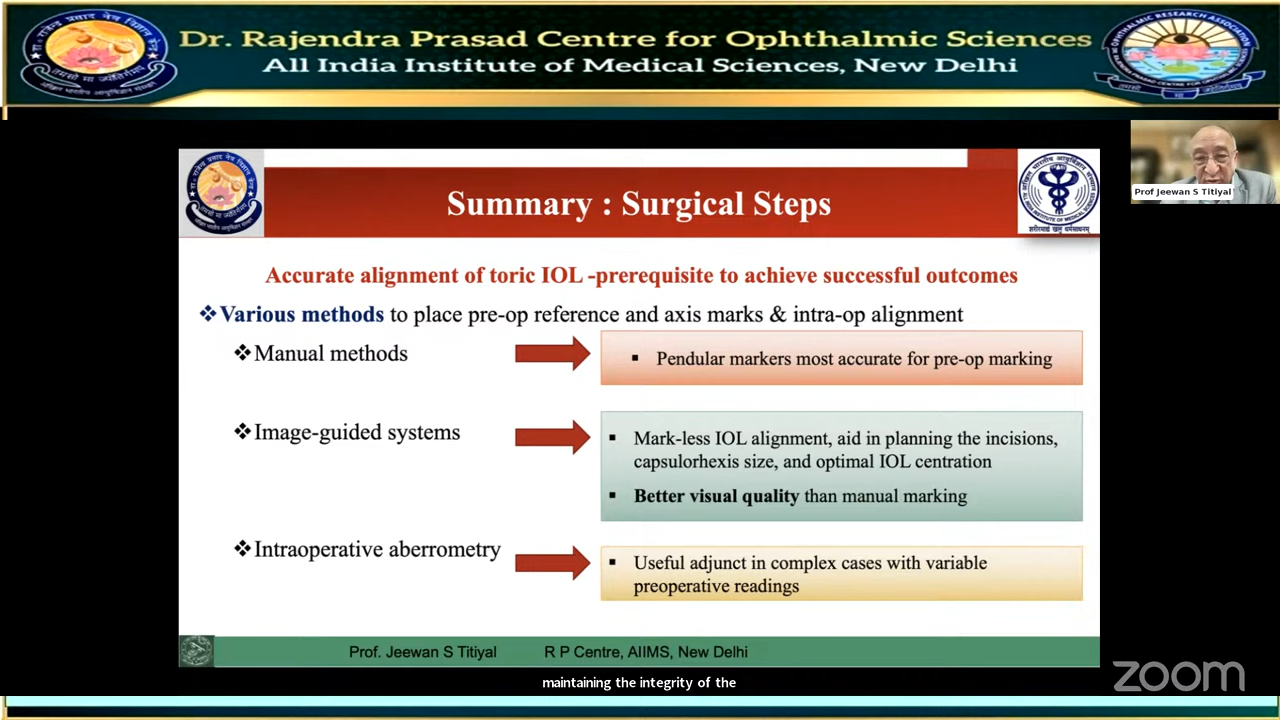 Dr. Rajendra Prasad Centre for Ophthalmic Sciences
All India Institute of Medical Sciences, New Delhi
Prof Jeewan S Titiyal
Summary : Surgical Steps
Accurate alignment of toric IOL -prerequisite to achieve successful outcomes
❖Various methods to place pre-op reference and axis marks & intra-op alignment
❖Manual methods
▪ Pendular markers most accurate for pre-op marking
❖Image-guided systems
▪ Mark-less IOL alignment, aid in planning the incisions,
capsulorhexis size, and optimal IOL centration
▪ Better visual quality than manual marking
❖Intraoperative aberrometry
▪ Useful adjunct in complex cases with variable
preoperative readings
Prof. Jeewan S Titiyal R P Centre, AIIMS, New Delhi
maintaining the integrity of the
zoom